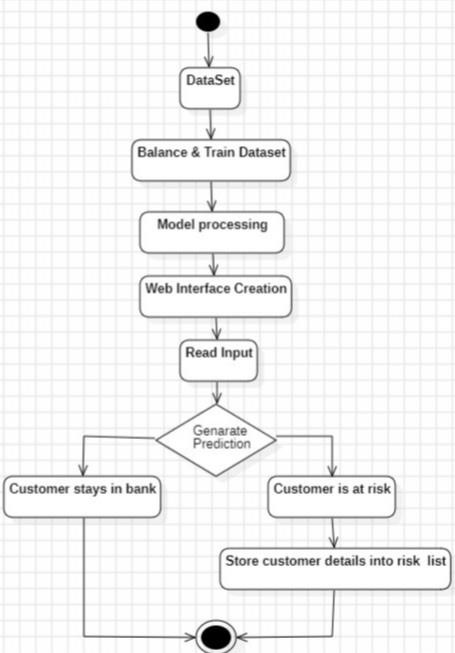 DataSet
Balance & Train Dataset
Model processing
Web Interface Creation
Read Input
Genarate
Prediction
Customer stays in bank
Customer is at risk
Store customer details into risk list